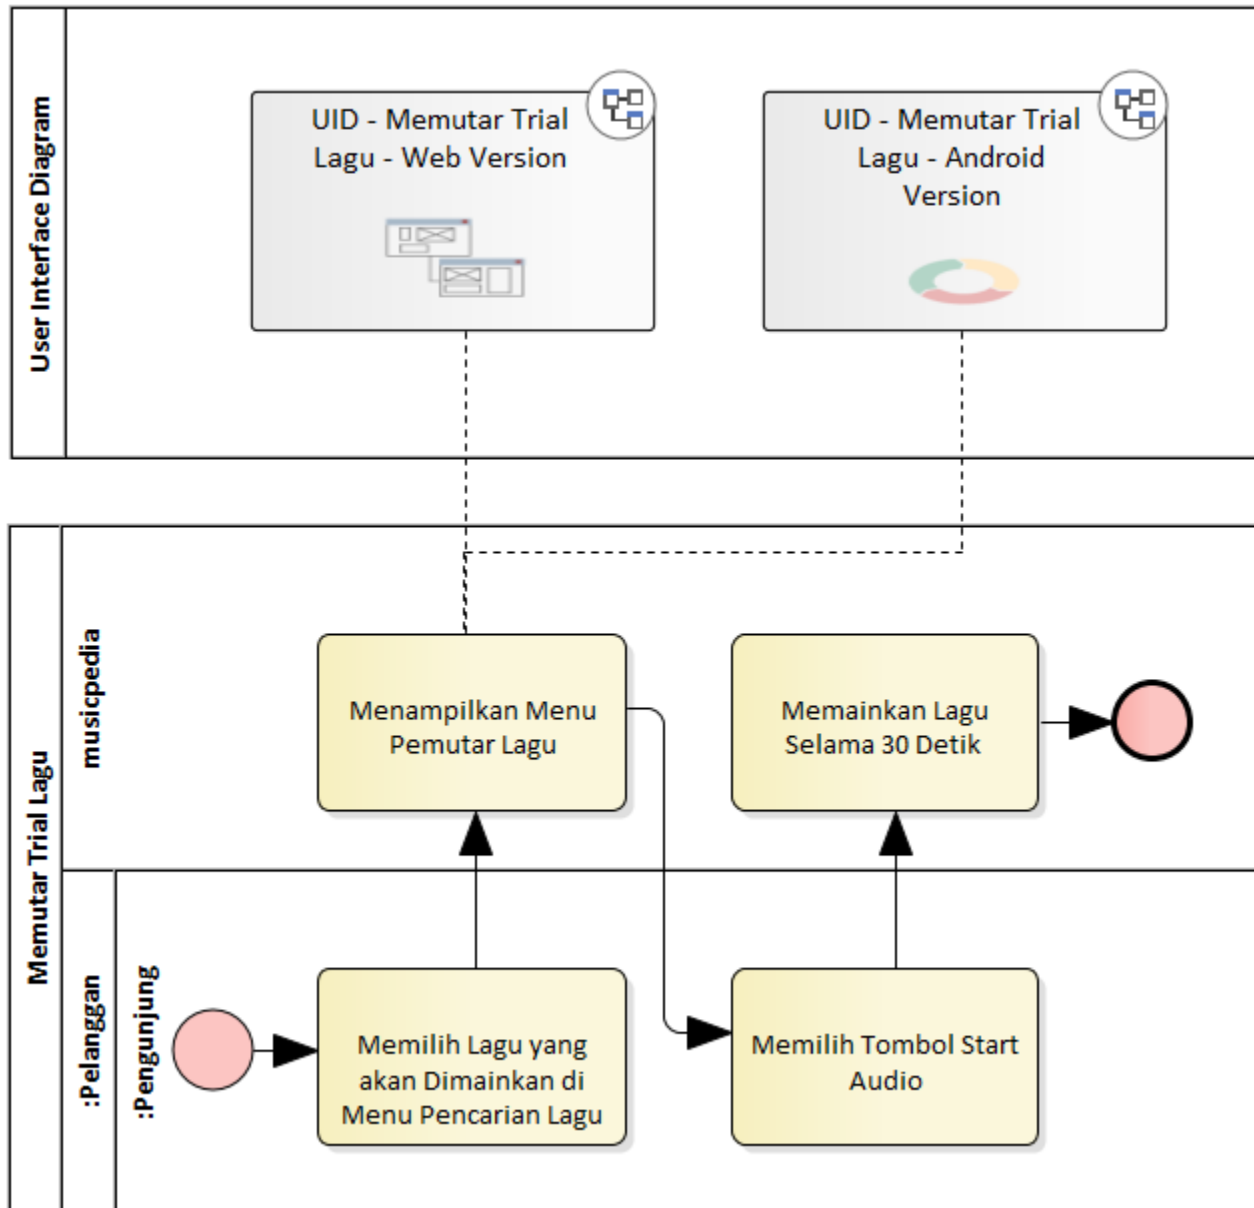 User Interface Diagram
UID - Memutar Trial
Lagu - Web Version
UID - Memutar Trial
Lagu - Android
Version
Memutar Trial Lagu
musicpedia
Menampilkan Menu
Pemutar Lagu
Memainkan Lagu
Selama 30 Detik
:Pelanggan
:Pengunjung
Memilih Lagu yang
akan Dimainkan di
Menu Pencarian Lagu
Memilih Tombol Start
Audio